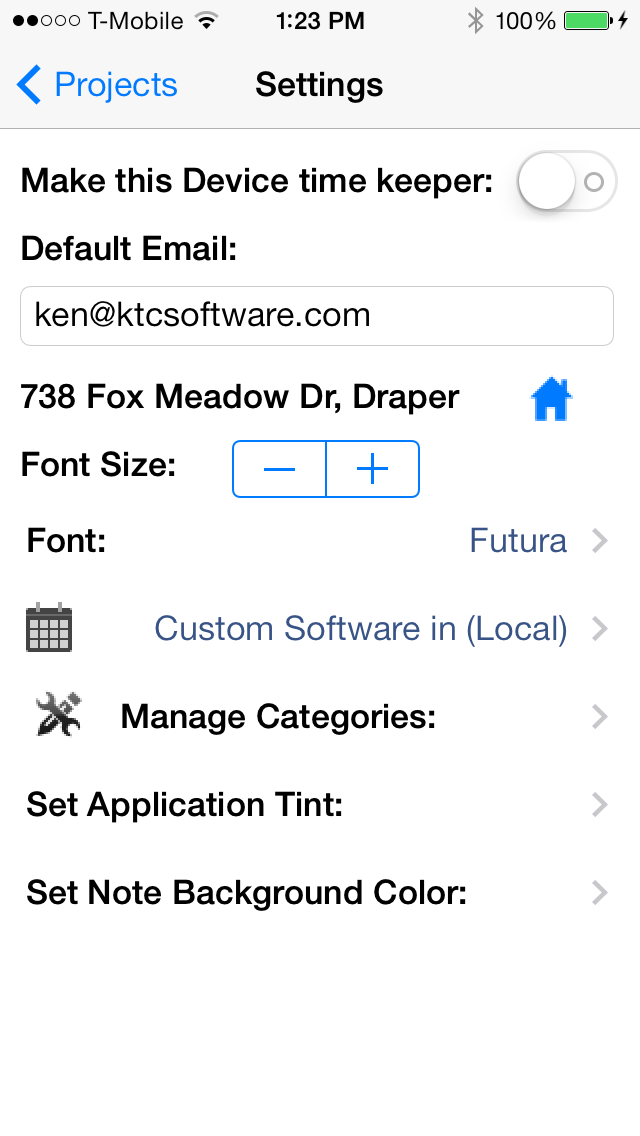 T-Mobile 1:23 PM 100%
Projects Settings
Make this Device time keeper:
Default Email:
ken@ktcsoftware.com
738 Fox Meadow Dr, Draper
Font Size:
Font: Futura
Custom Software in (Local)
Manage Categories:
Set Application Tint:
Set Note Background Color: